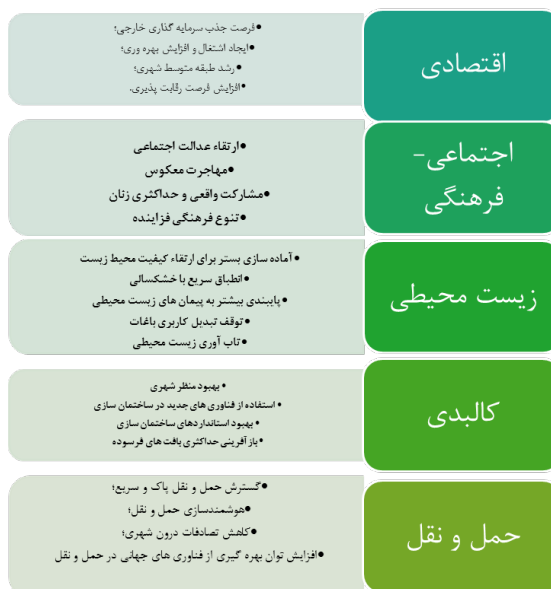 اقتصادی
●فرصت جذب سرمایه گذاری خارجی؛
●ایجاد اشتغال و افزایش بهره وری؛
●رشد طبقه متوسط شهری؛
●افزایش فرصت رقابت پذیری.
اجتماعی-
فرهنگی
●ارتقاء عدالت اجتماعی
●مهاجرت معکوس
●مشارکت واقعی و حداکثری زنان
●تنوع فرهنگی فزاینده
زیست محیطی
●آماده سازی بستر برای ارتقاء کیفیت محیط زیست
●انطباق سریع با خشکسالی
●پایبندی بیشتر به پیمان های زیست محیطی
●توقف تبدیل کاربری باغات
●تاب آوری زیست محیطی
کالبدی
●بهبود منظر شهری
●استفاده از فناوری های جدید در ساختمان سازی
●بهبود استانداردهای ساختمان سازی
●باز آفرینی حداکثری بافت های فرسوده
حمل و نقل
●گسترش حمل و نقل پاک و سریع؛
●هوشمندسازی حمل و نقل؛
●کاهش تصادفات درون شهری؛
●افزایش توان بهره گیری از فناوری های جهانی در حمل و نقل